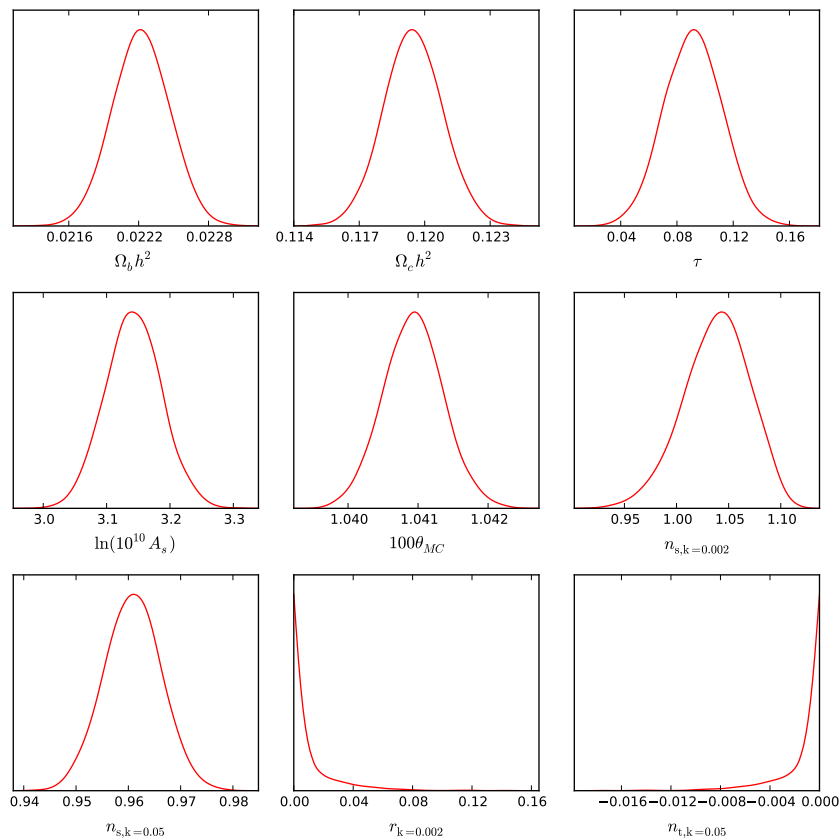 0.0216 0.0222 0.0228
Ω_b h²
0.114 0.117 0.120 0.123
Ω_c h²
0.04 0.08 0.12 0.16
τ
3.0 3.1 3.2 3.3
ln(10¹⁰ A_s)
1.040 1.041 1.042
100θ_MC
0.95 1.00 1.05 1.10
n_s,k=0.002
0.94 0.95 0.96 0.97 0.98
n_s,k=0.05
0.00 0.04 0.08 0.12 0.16
r_k=0.002
−0.016 −0.012 −0.008 −0.004 0.000
n_t,k=0.05